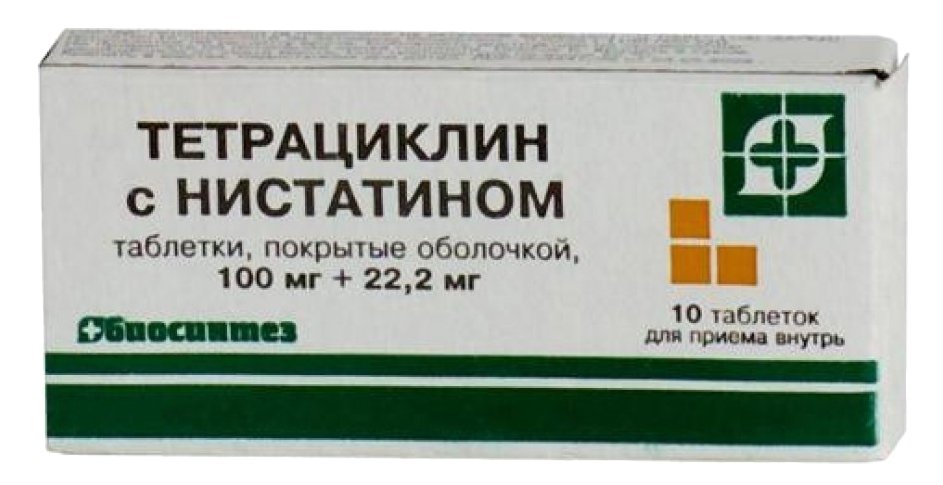 ТЕТРАЦИКЛИН
с НИСТАТИНОМ
таблетки, покрытые оболочкой,
100 мг + 22,2 мг
биосинтез
10 таблеток
для приема внутрь